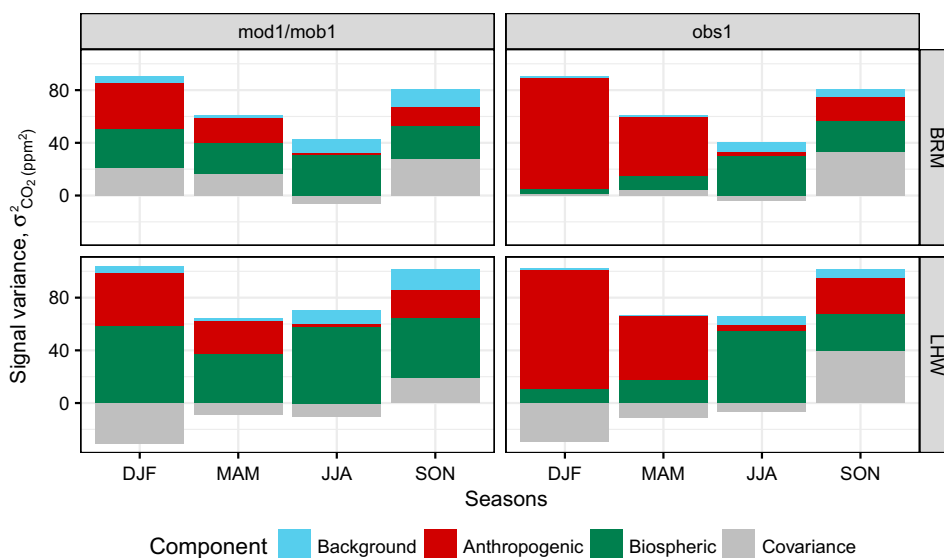 mod1/mob1 obs1
BRM
LHW
Signal variance, σ²CO₂ (ppm²)
80
40
0
80
40
0
DJF MAM JJA SON DJF MAM JJA SON
Seasons
Component Background Anthropogenic Biospheric Covariance